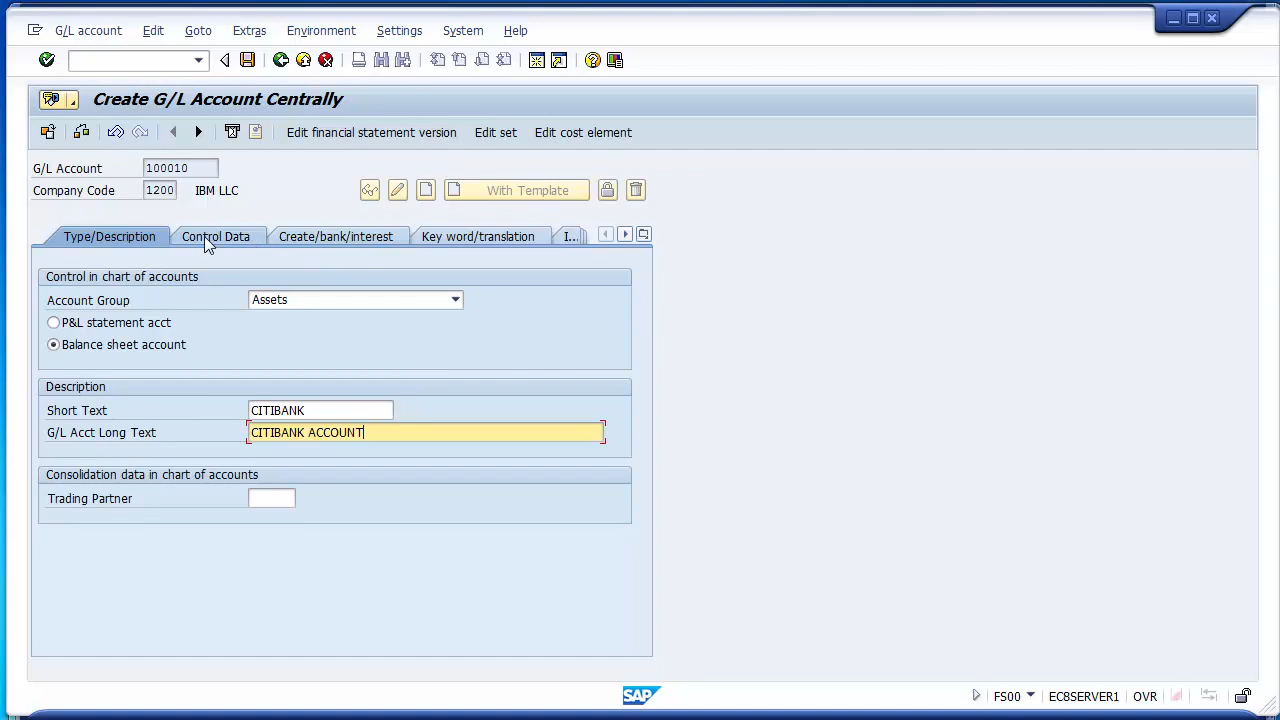 G/L account Edit Goto Extras Environment Settings System Help
Create G/L Account Centrally
Edit financial statement version Edit set Edit cost element
G/L Account 100010
Company Code 1200 IBM LLC With Template
Type/Description Control Data Create/bank/interest Key word/translation I...
Control in chart of accounts
Account Group Assets
P&L statement acct
Balance sheet account
Description
Short Text CITIBANK
G/L Acct Long Text CITIBANK ACCOUNT
Consolidation data in chart of accounts
Trading Partner
SAP FS00 EC8SERVER1 OVR